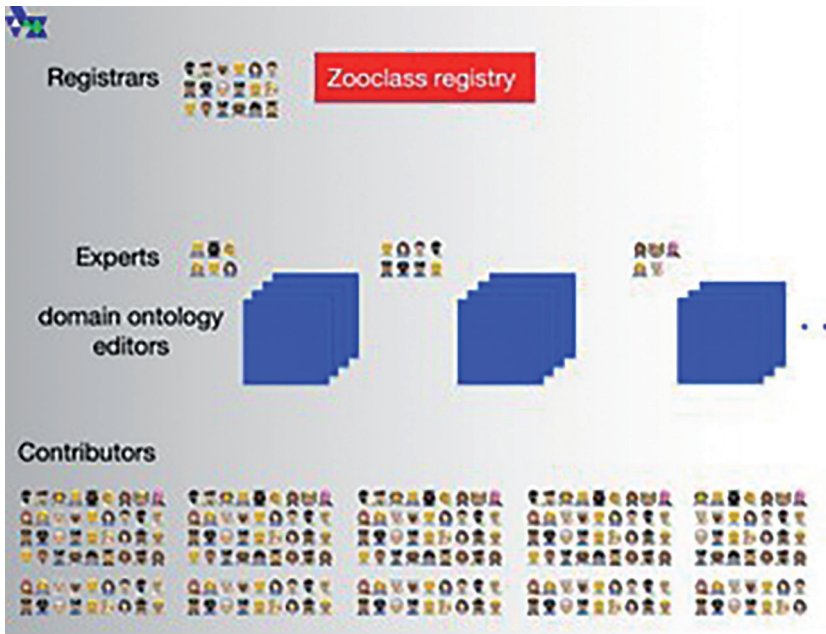 Registrars
Zooclass registry
Experts
domain ontology
editors
Contributors